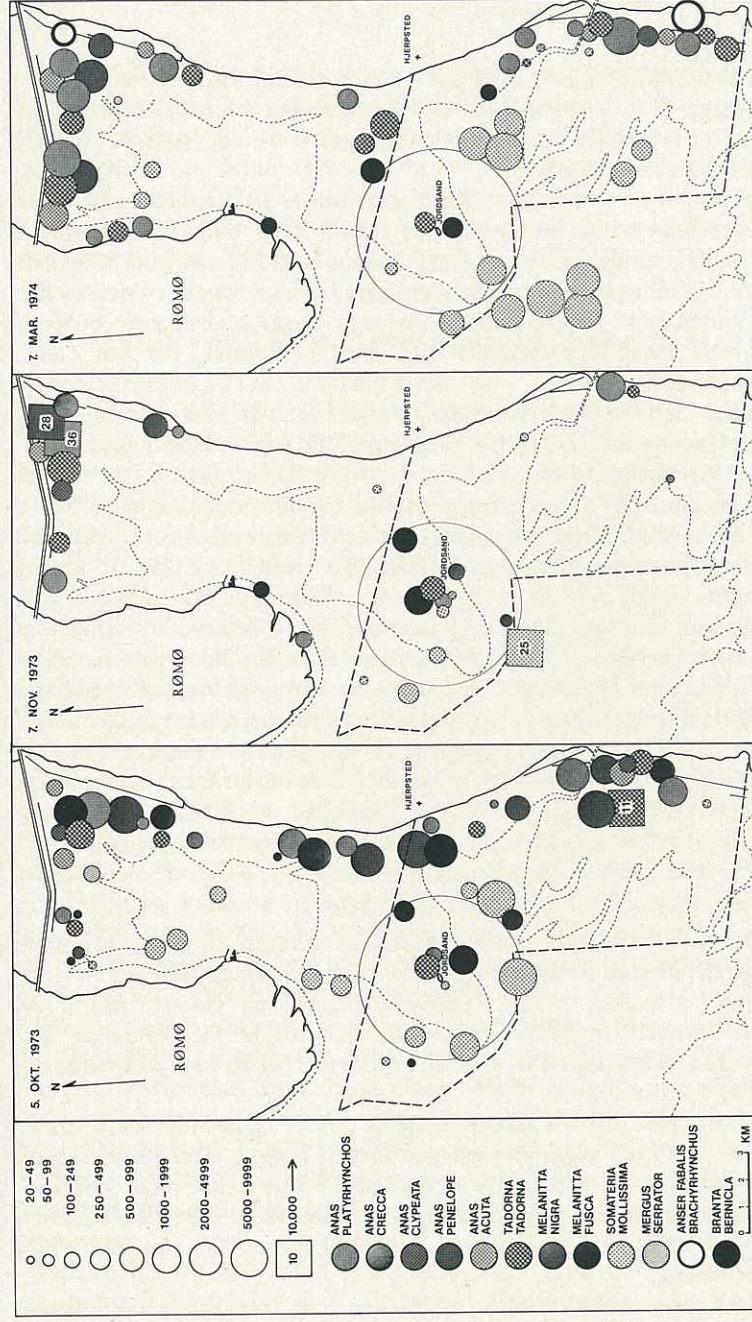 20–49
50–99
100–249
250–499
500–999
1000–1999
2000–4999
5000–9999
10
10.000 →
ANAS
PLATYRHYNCHOS
ANAS
CRECCA
ANAS
CLYPEATA
ANAS
PENELOPE
ANAS
ACUTA
TADORNA
TADORNA
MELANITTA
NIGRA
MELANITTA
FUSCA
SOMATERIA
MOLLISSIMA
MERGUS
SERRATOR
ANSER FABALIS
BRACHYRHYNCHUS
BRANTA
BERNICLA
0 1 2 3 KM
5. OKT. 1973
N
RØMØ
HJERPSTED
JORDSAND
11
7. NOV. 1973
N
RØMØ
28
36
HJERPSTED
JORDSAND
25
7. MAR. 1974
N
RØMØ
HJERPSTED
JORDSAND